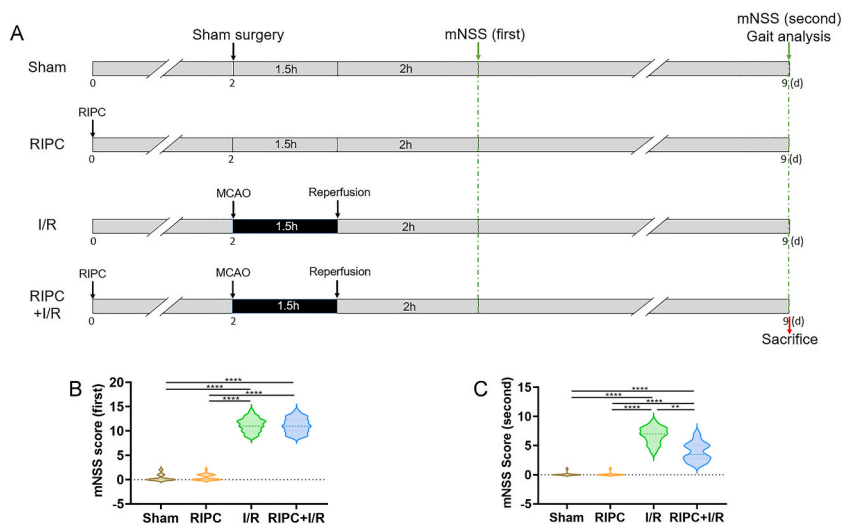 A
Sham surgery
mNSS (first)
mNSS (second)
Gait analysis
Sham
1.5h
2h
0
2
9 (d)
RIPC
RIPC
1.5h
2h
0
2
9 (d)
MCAO
Reperfusion
I/R
1.5h
2h
0
2
9 (d)
RIPC
MCAO
Reperfusion
RIPC
+I/R
1.5h
2h
0
2
9 (d)
Sacrifice
B
mNSS score (first)
20
15
10
5
0
-5
****
****
****
****
Sham RIPC I/R RIPC+I/R
C
mNSS Score (second)
15
10
5
0
-5
****
****
****
****
**
Sham RIPC I/R RIPC+I/R